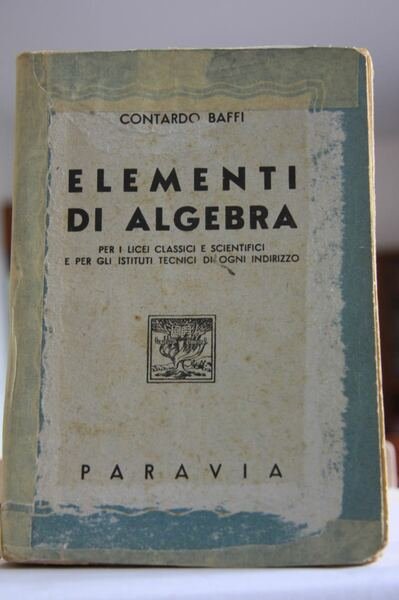 CONTARDO BAFFI
ELEMENTI
DI ALGEBRA
PER I LICEI CLASSICI E SCIENTIFICI
E PER GLI ISTITUTI TECNICI DI OGNI INDIRIZZO
PARAVIA